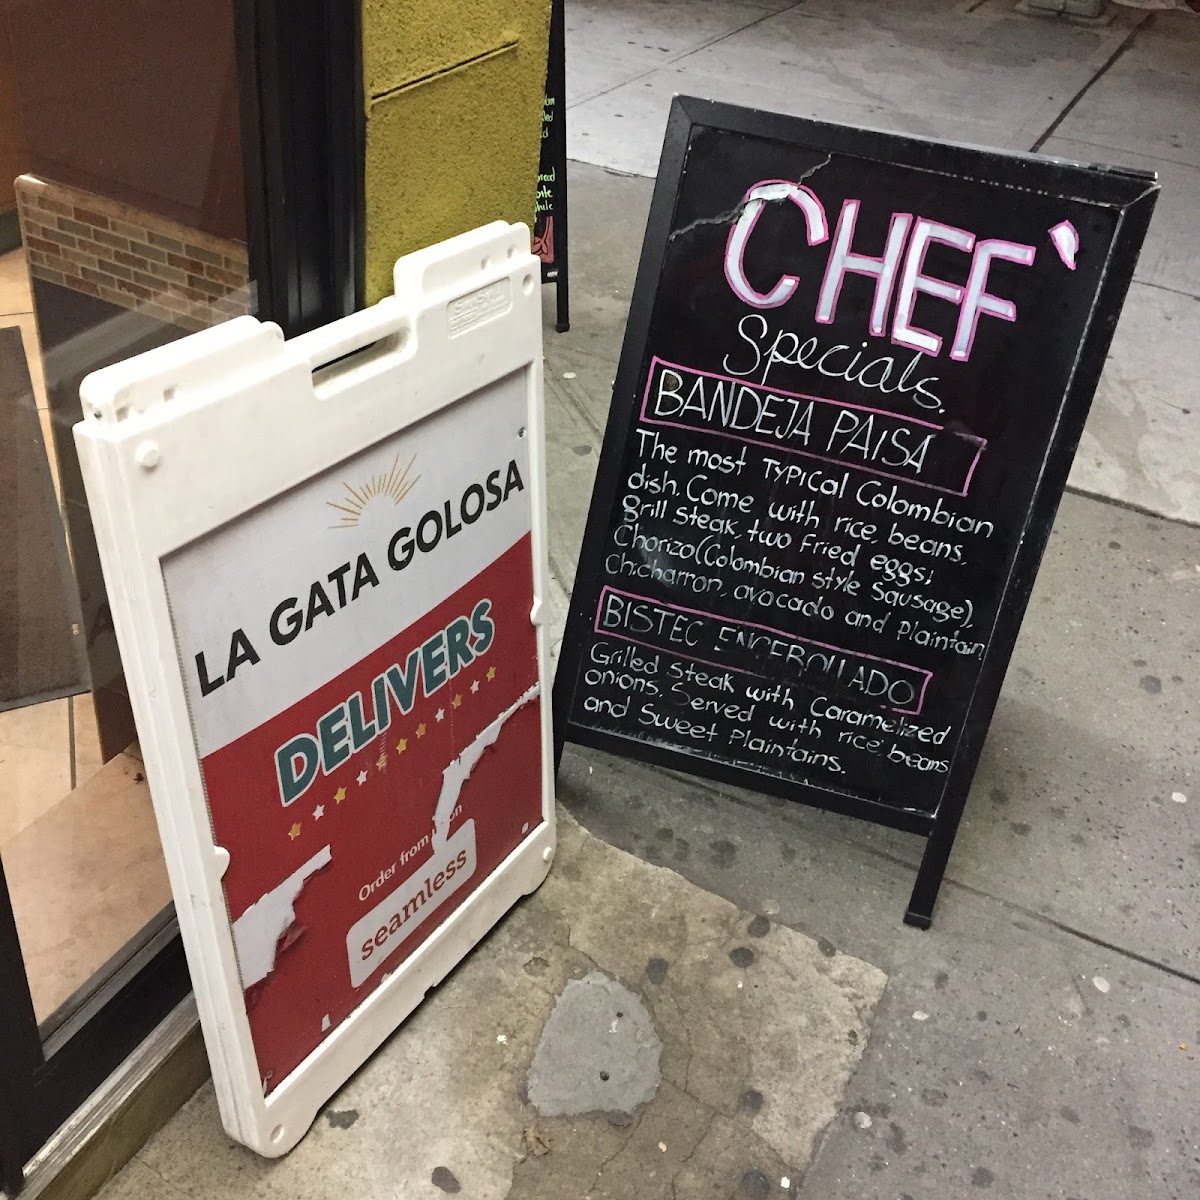 LA GATA GOLOSA
DELIVERS
Order from
seamless
CHEF`
Specials.
BANDEJA PAISA
The most Typical Colombian
dish. Come with rice, beans,
grill steak, two Fried eggs,
Chorizo (Colombian style Sausage),
Chicharron, avocado and Plaintain
BISTEC ENCEBOLLADO
Grilled steak with Caramelized
onions. Served with rice, beans
and Sweet Plaintains.